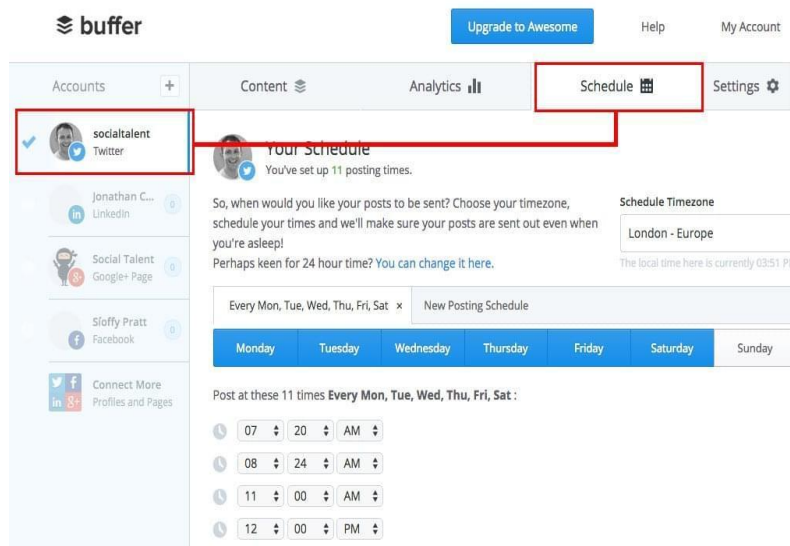 buffer
Upgrade to Awesome
Help
My Account
Accounts
+
Content
Analytics
Schedule
Settings
socialtalent
Twitter
Jonathan C...
LinkedIn
0
Social Talent
Google+ Page
0
Síoffy Pratt
Facebook
0
Connect More
Profiles and Pages
Your Schedule
You've set up 11 posting times.
So, when would you like your posts to be sent? Choose your timezone,
schedule your times and we'll make sure your posts are sent out even when
you're asleep!
Perhaps keen for 24 hour time? You can change it here.
Schedule Timezone
London - Europe
The local time here is currently 03:51 P
Every Mon, Tue, Wed, Thu, Fri, Sat ×
New Posting Schedule
Monday Tuesday Wednesday Thursday Friday Saturday Sunday
Post at these 11 times Every Mon, Tue, Wed, Thu, Fri, Sat :
07 20 AM
08 24 AM
11 00 AM
12 00 PM